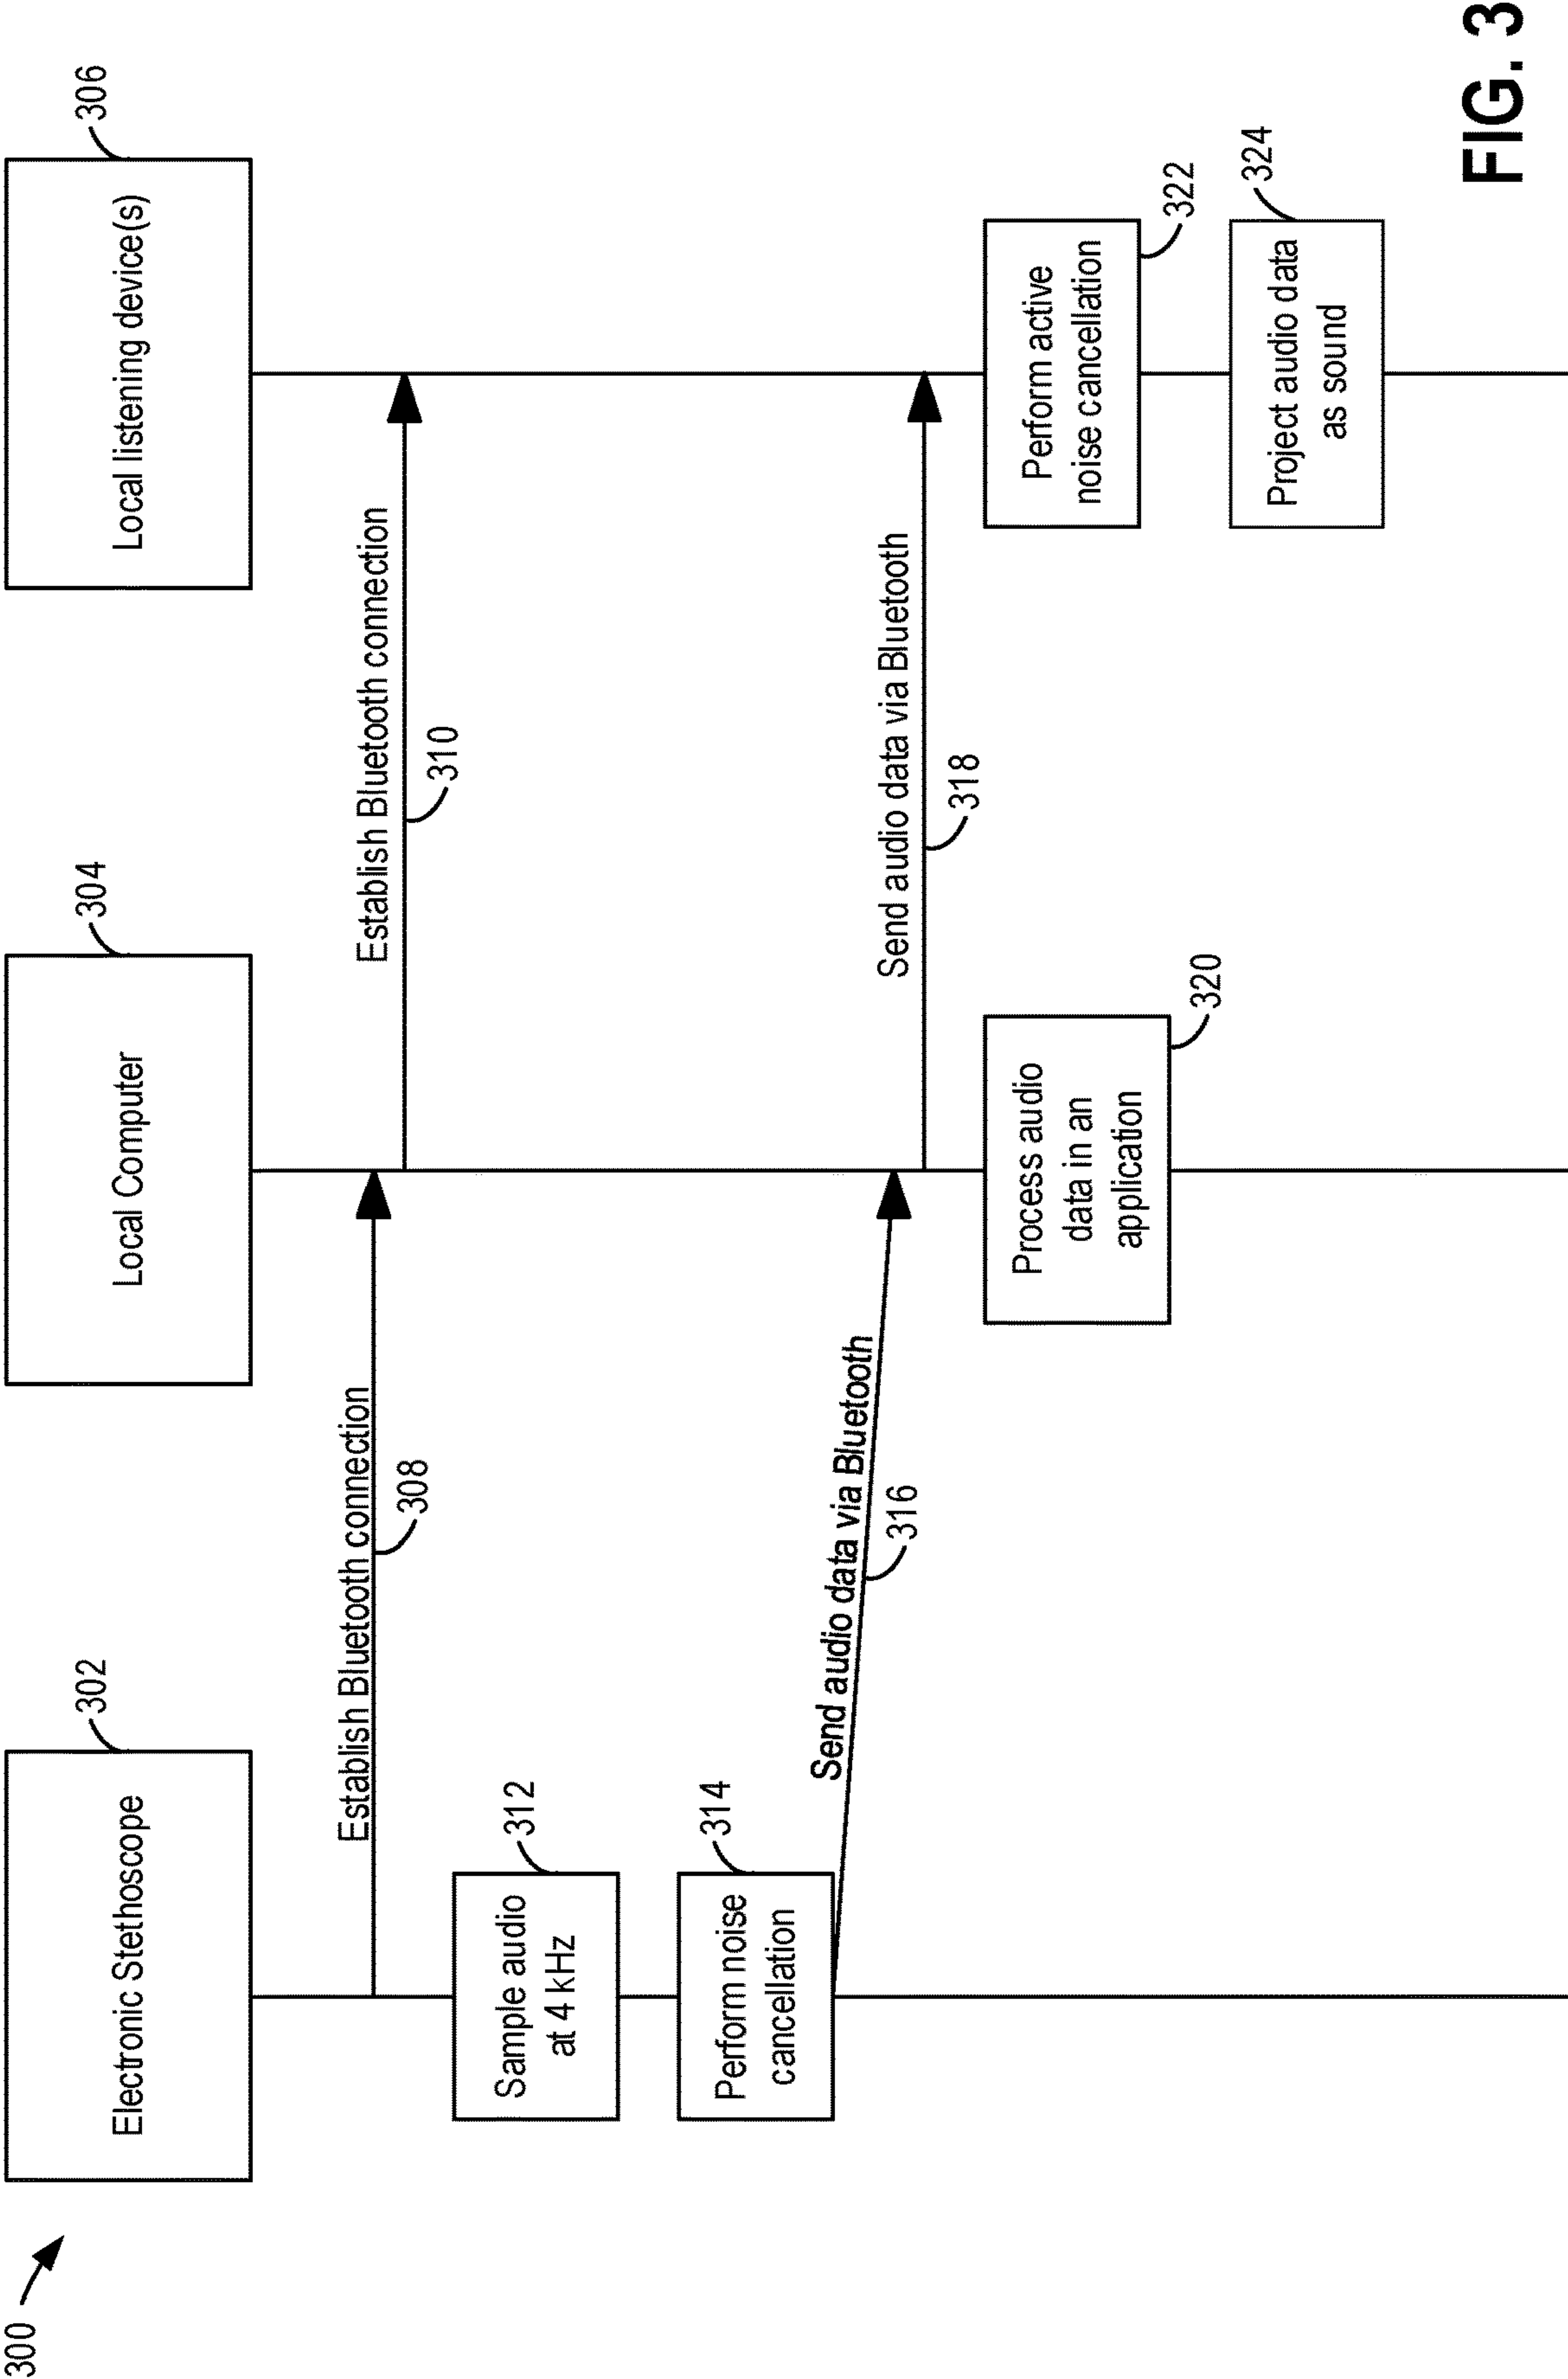 300
302
304
306
Electronic Stethoscope
Local Computer
Local listening device(s)
Establish Bluetooth connection
308
Establish Bluetooth connection
310
312
Sample audio
at 4 kHz
314
Perform noise
cancellation
Send audio data via Bluetooth
316
Send audio data via Bluetooth
318
Process audio
data in an
application
320
Perform active
noise cancellation
322
324
Project audio data
as sound
FIG. 3